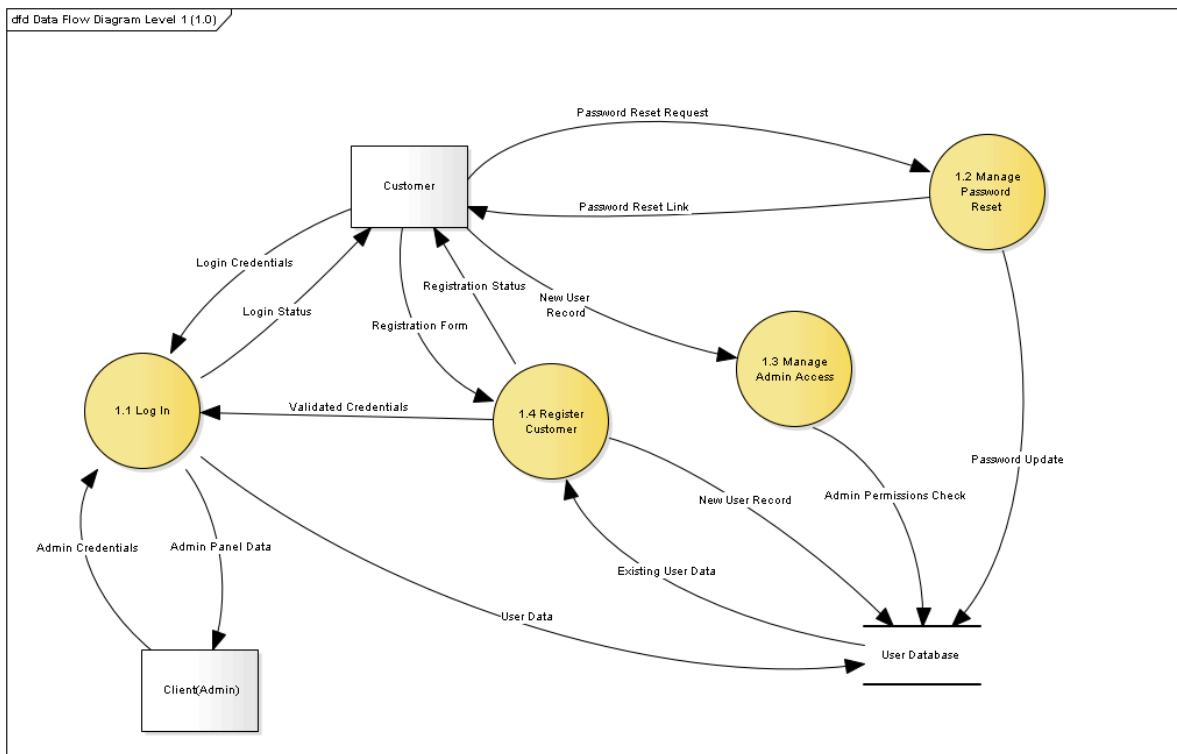 dfd Data Flow Diagram Level 1 (1.0)
Password Reset Request
Customer
1.2 Manage
Password
Reset
Password Reset Link
Login Credentials
Registration Status
New User
Record
Login Status
Registration Form
1.3 Manage
Admin Access
1.1 Log In
Validated Credentials
1.4 Register
Customer
Password Update
New User Record
Admin Permissions Check
Admin Credentials
Admin Panel Data
Existing User Data
User Data
User Database
Client(Admin)